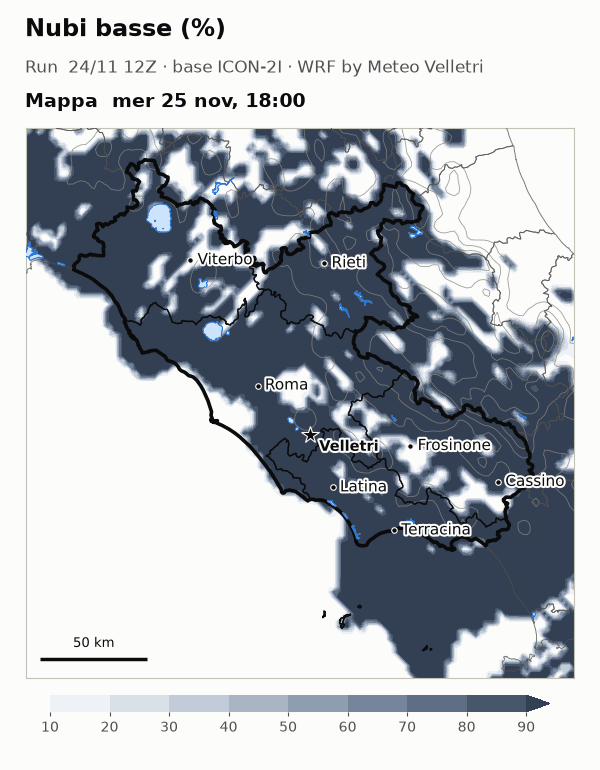 Nubi basse (%)
Run  24/11 12Z · base ICON-2I · WRF by Meteo Velletri
Mappa  mer 25 nov, 18:00
Viterbo
Rieti
Roma
Velletri
Frosinone
Cassino
Latina
Terracina
50 km
10 20 30 40 50 60 70 80 90